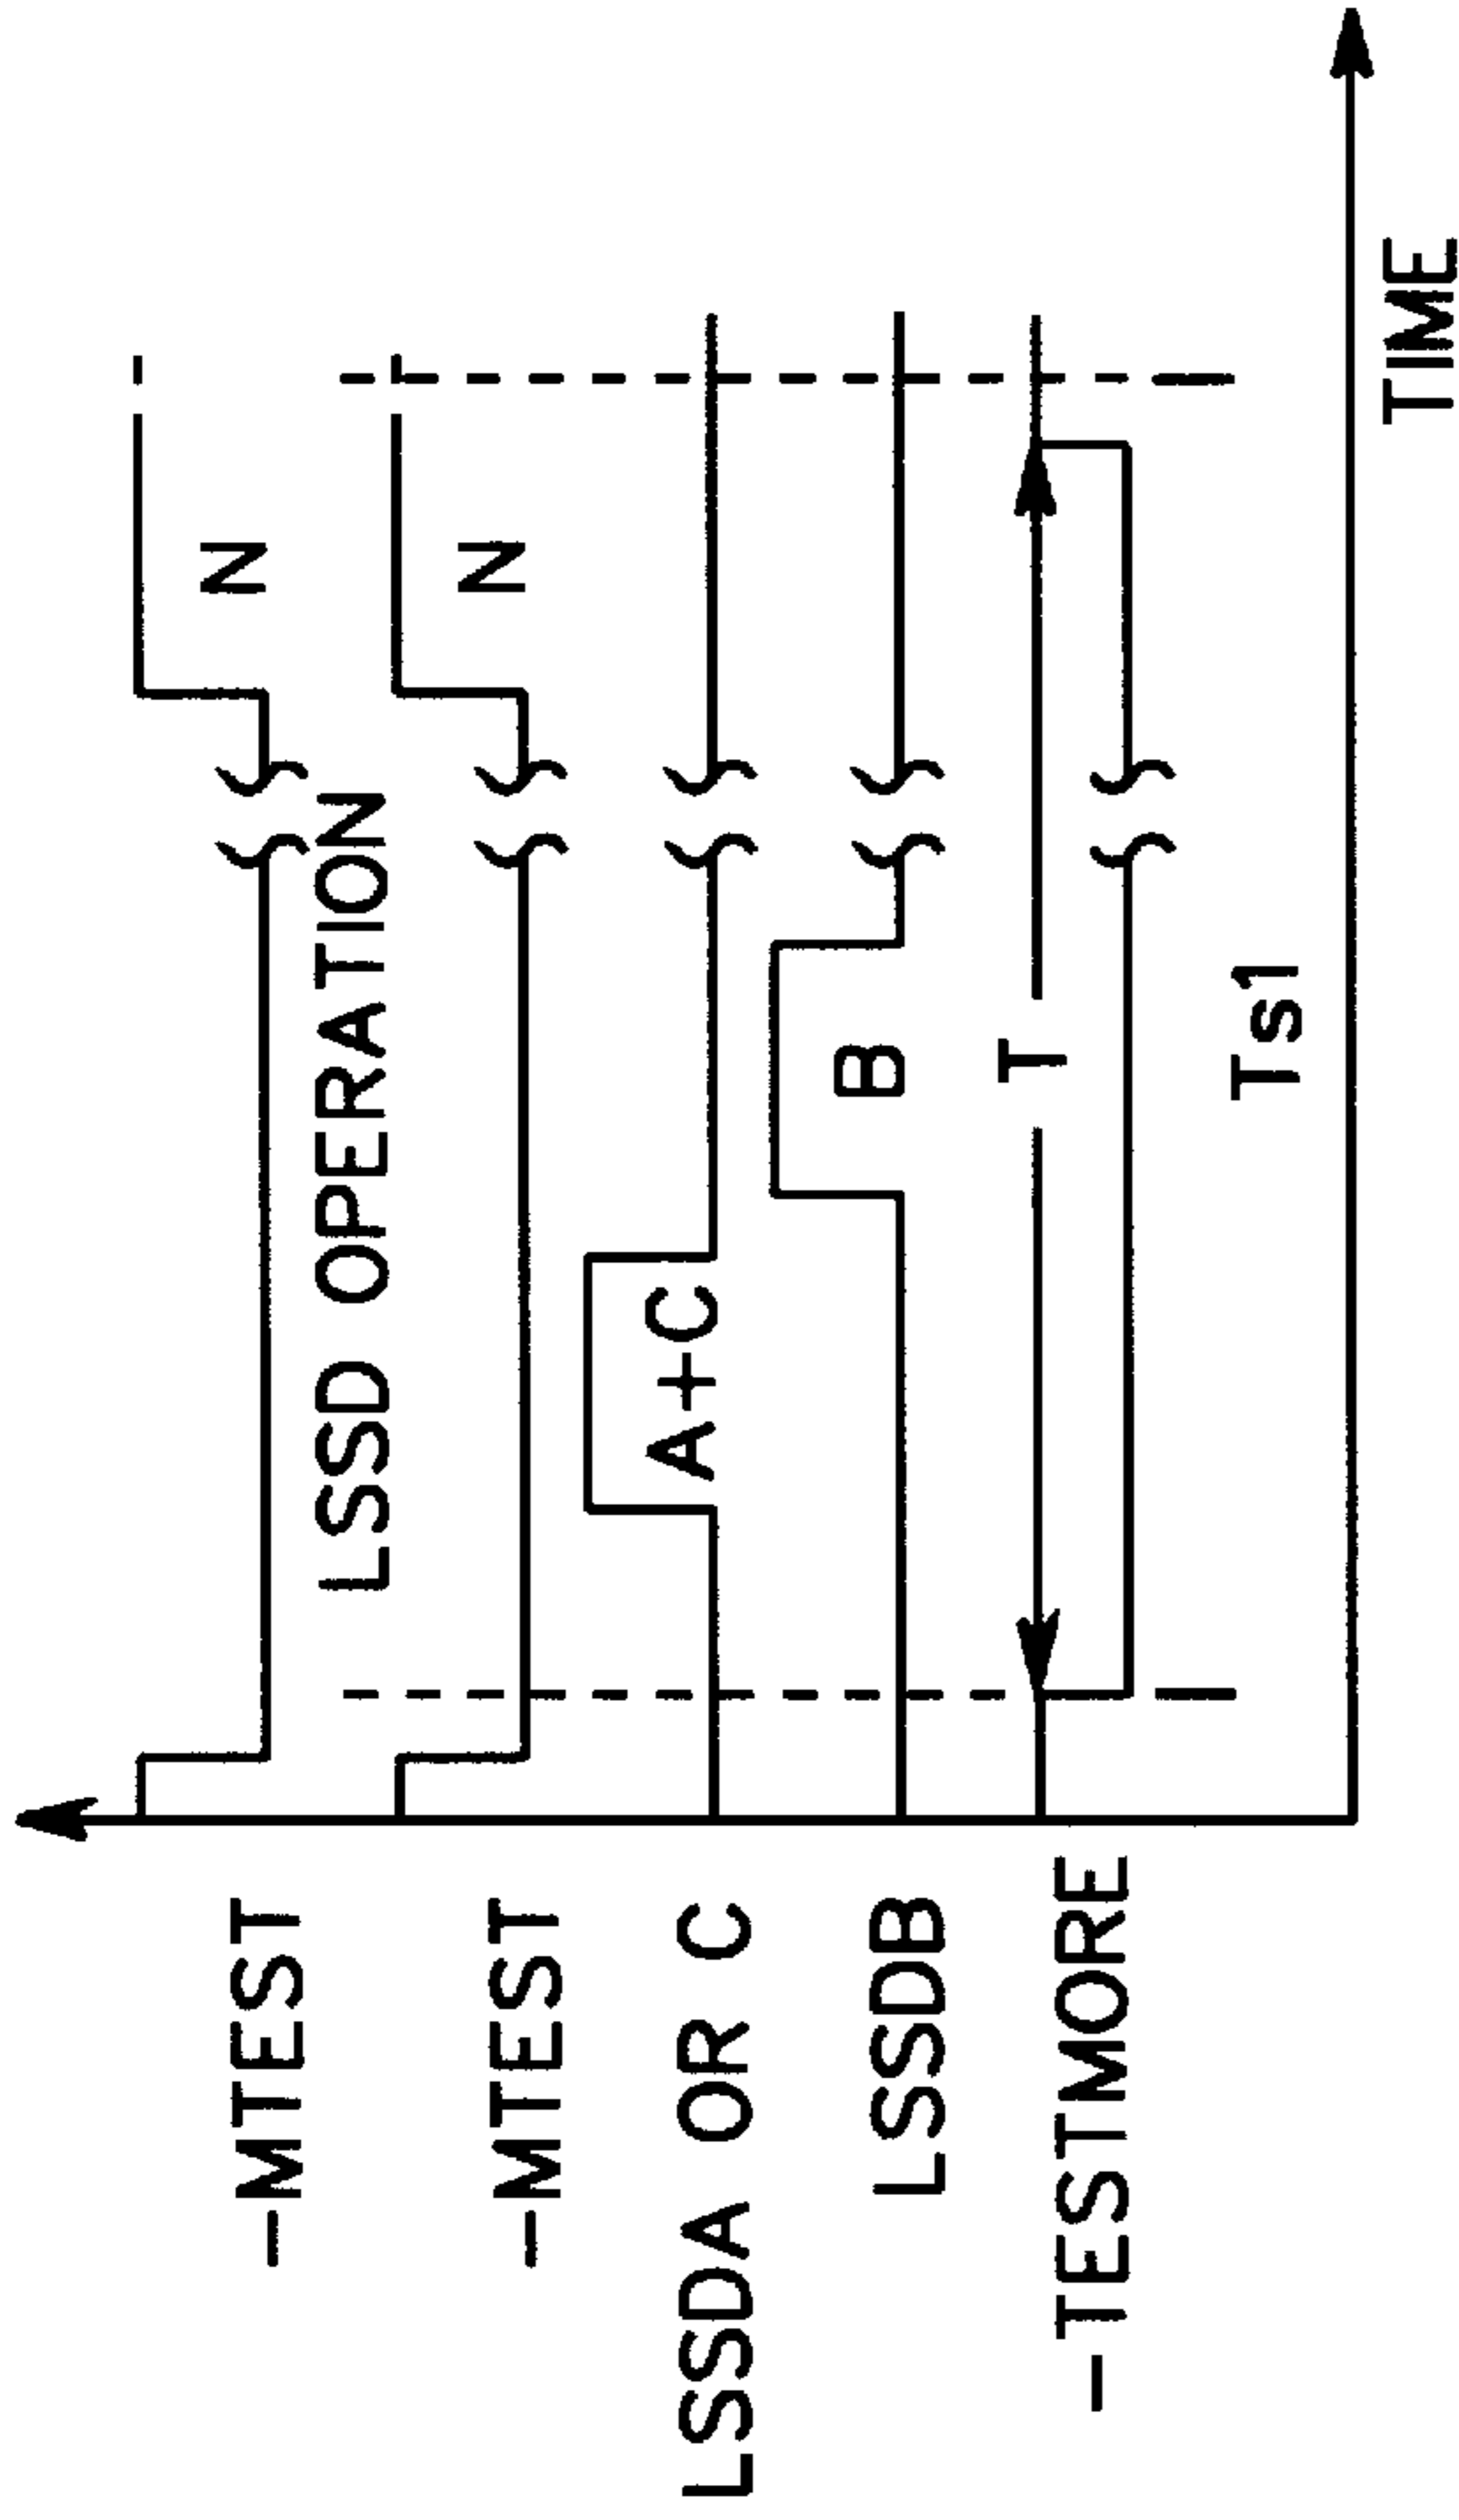 -MTEST
N
LSSD OPERATION
-MTEST
N
LSSDA OR C
A+C
LSSDB
B
-TESTMORE
T
Ts1
TIME